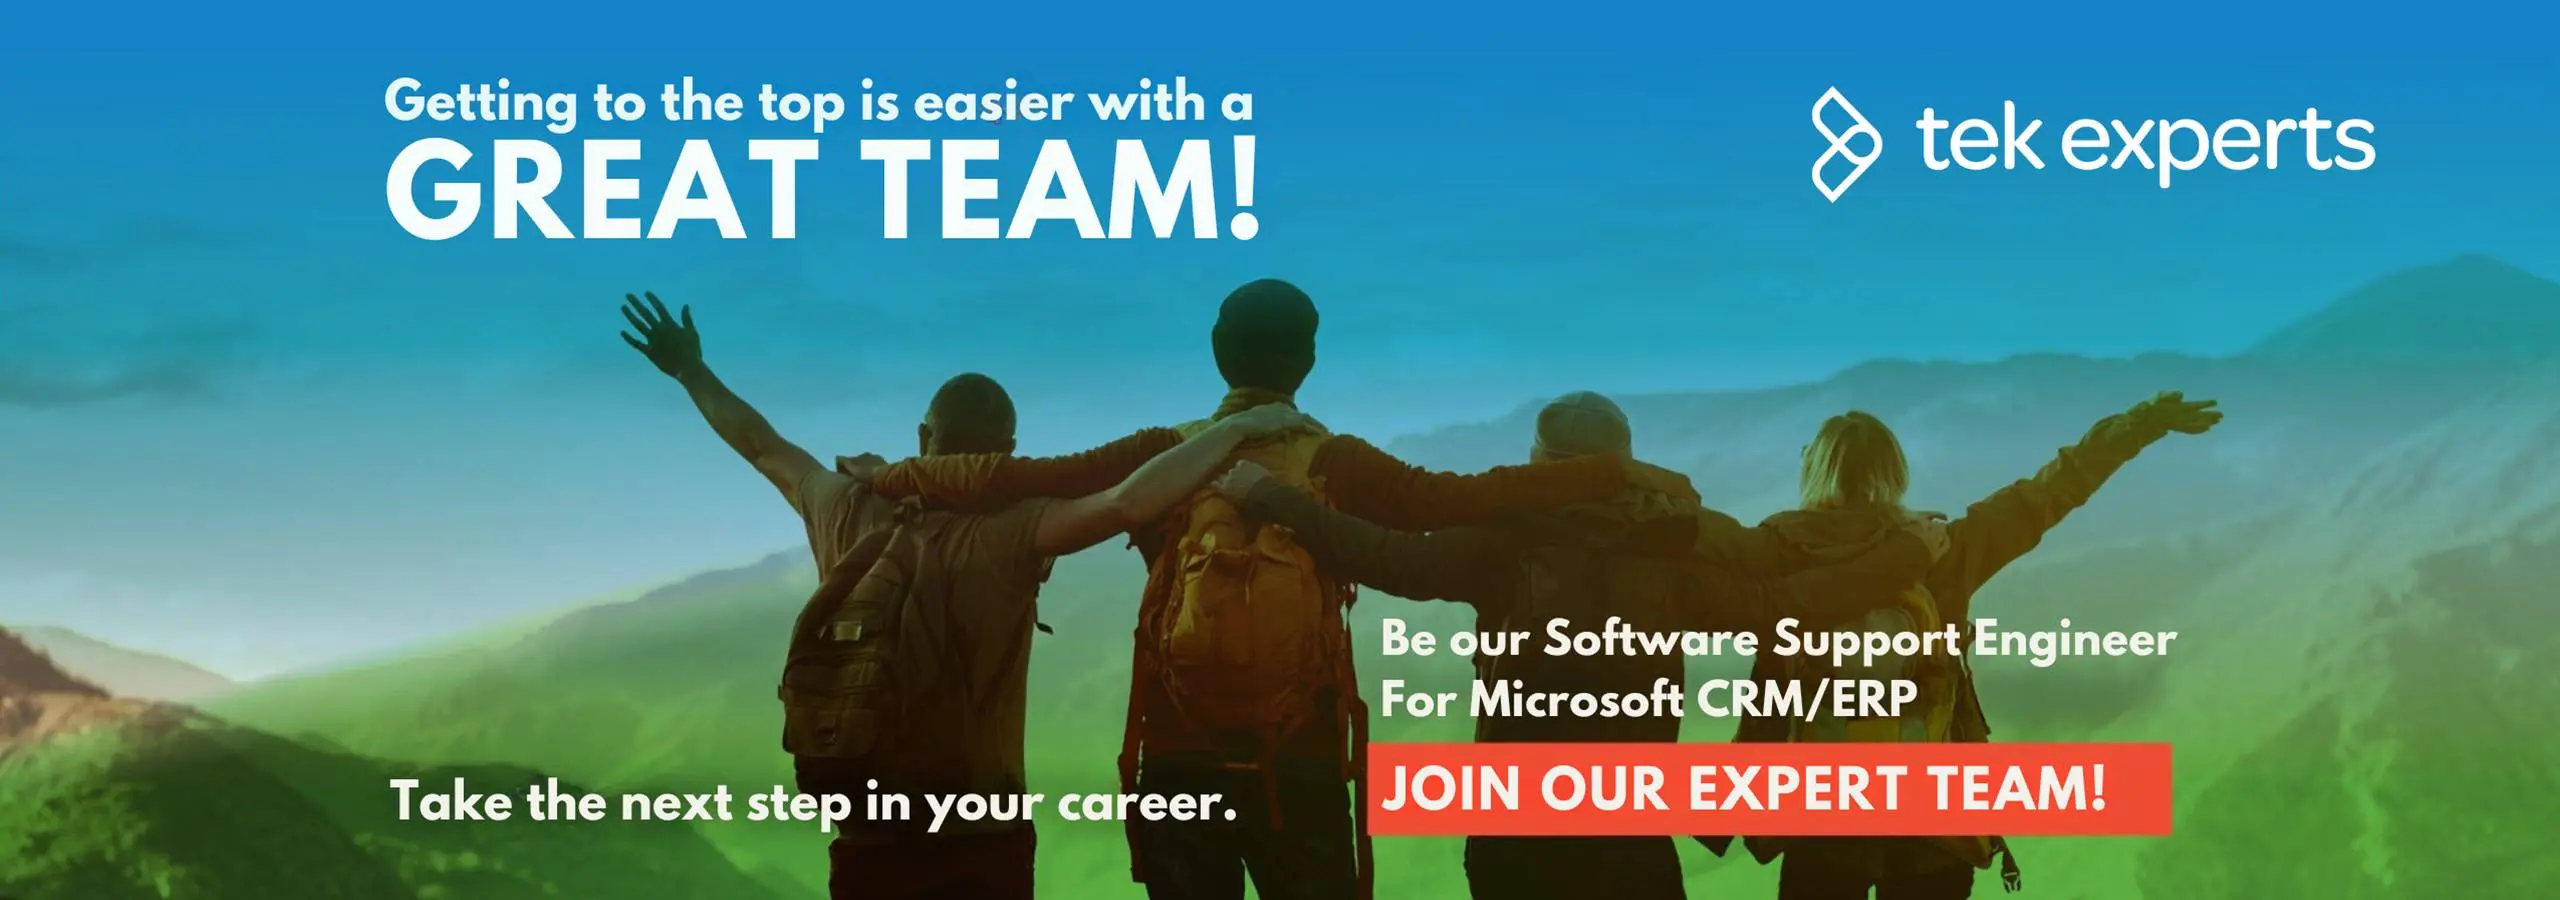 Getting to the top is easier with a
GREAT TEAM!
tek experts
Be our Software Support Engineer
For Microsoft CRM/ERP
JOIN OUR EXPERT TEAM!
Take the next step in your career.